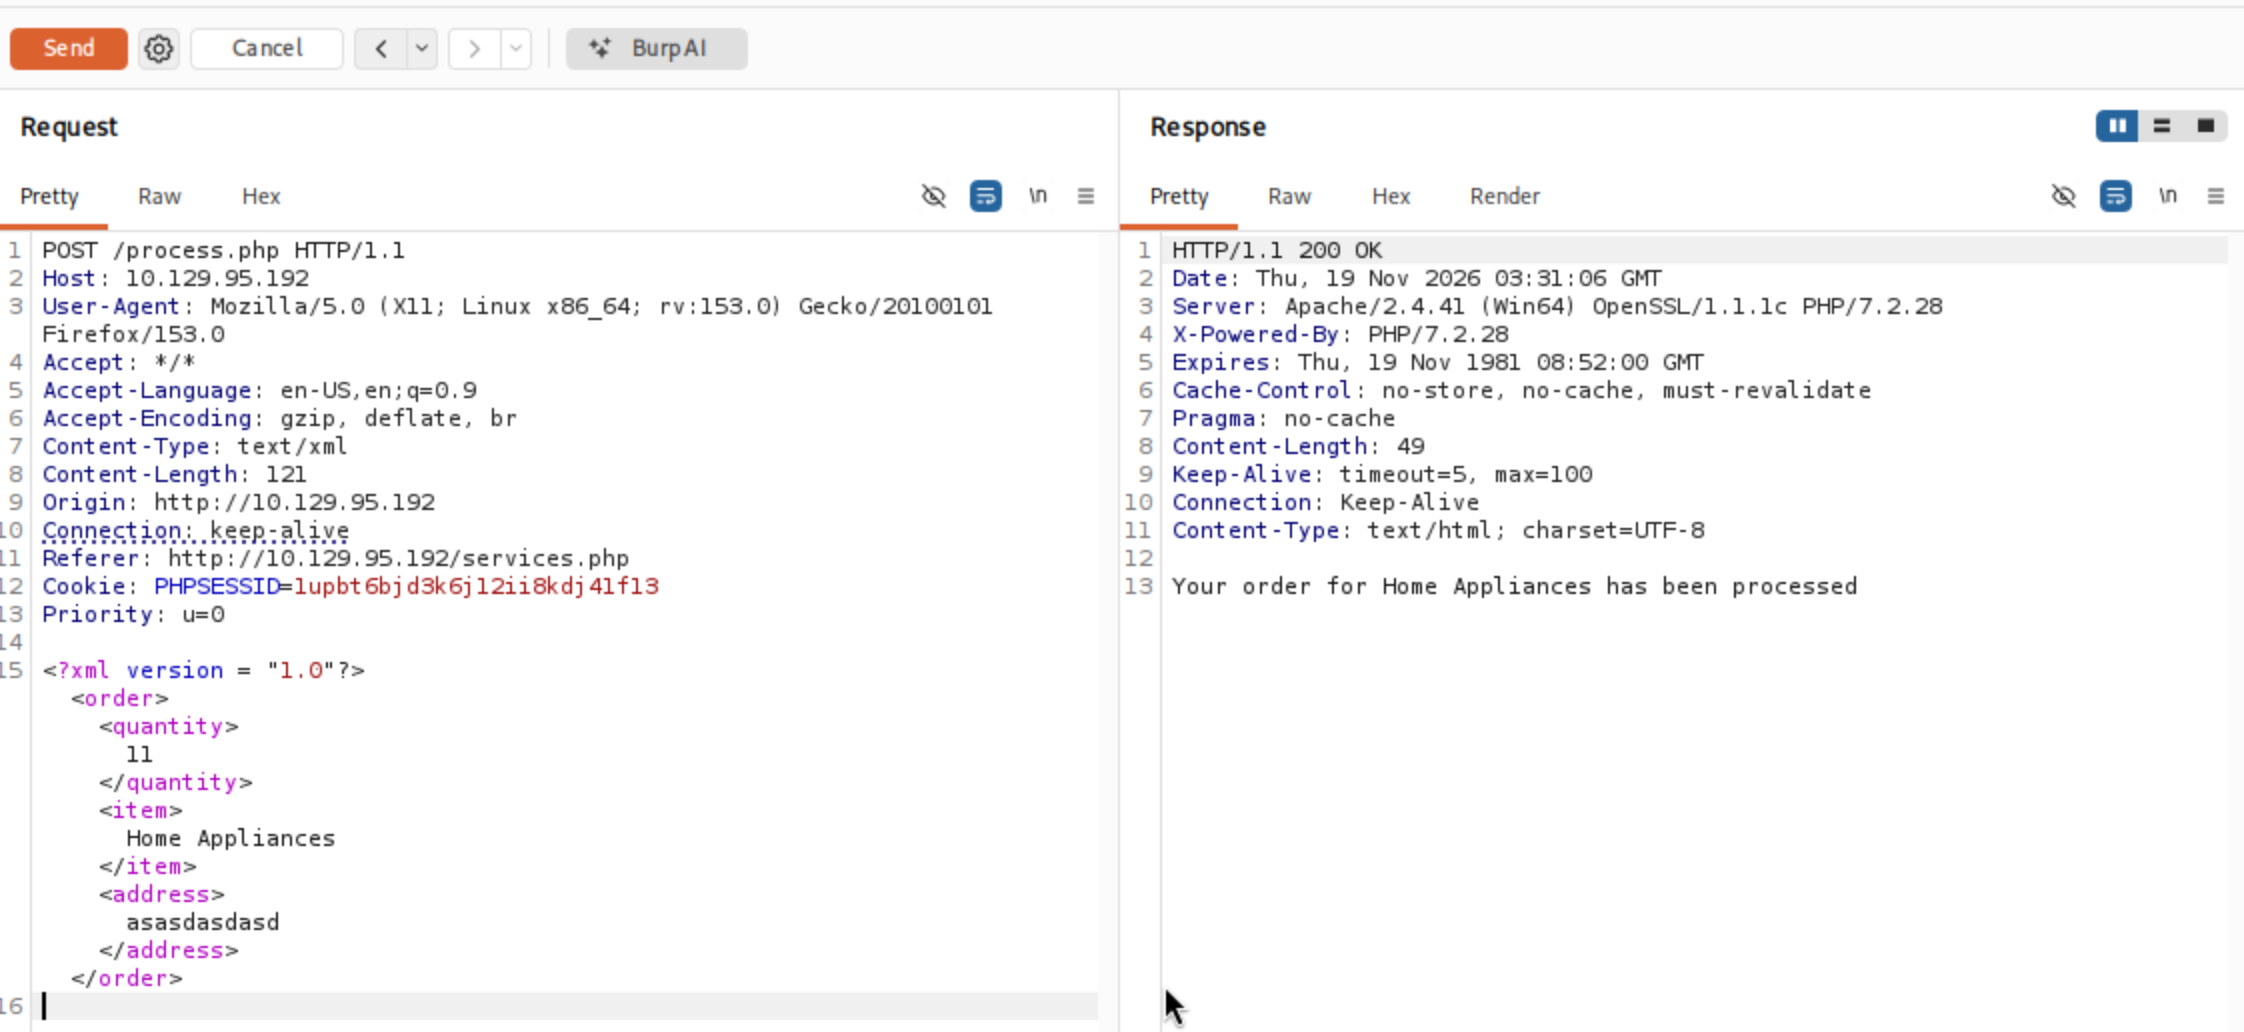 Send
Cancel
BurpAI
Request
Pretty Raw Hex \n
1 POST /process.php HTTP/1.1
2 Host: 10.129.95.192
3 User-Agent: Mozilla/5.0 (X11; Linux x86_64; rv:153.0) Gecko/20100101
Firefox/153.0
4 Accept: */*
5 Accept-Language: en-US,en;q=0.9
6 Accept-Encoding: gzip, deflate, br
7 Content-Type: text/xml
8 Content-Length: 121
9 Origin: http://10.129.95.192
10 Connection: keep-alive
11 Referer: http://10.129.95.192/services.php
12 Cookie: PHPSESSID=1upbt6bjd3k6j12ii8kdj41f13
13 Priority: u=0
14
15 <?xml version = "1.0"?>
<order>
<quantity>
11
</quantity>
<item>
Home Appliances
</item>
<address>
asasdasdasd
</address>
</order>
16
Response
Pretty Raw Hex Render \n
1 HTTP/1.1 200 OK
2 Date: Thu, 19 Nov 2026 03:31:06 GMT
3 Server: Apache/2.4.41 (Win64) OpenSSL/1.1.1c PHP/7.2.28
4 X-Powered-By: PHP/7.2.28
5 Expires: Thu, 19 Nov 1981 08:52:00 GMT
6 Cache-Control: no-store, no-cache, must-revalidate
7 Pragma: no-cache
8 Content-Length: 49
9 Keep-Alive: timeout=5, max=100
10 Connection: Keep-Alive
11 Content-Type: text/html; charset=UTF-8
12
13 Your order for Home Appliances has been processed